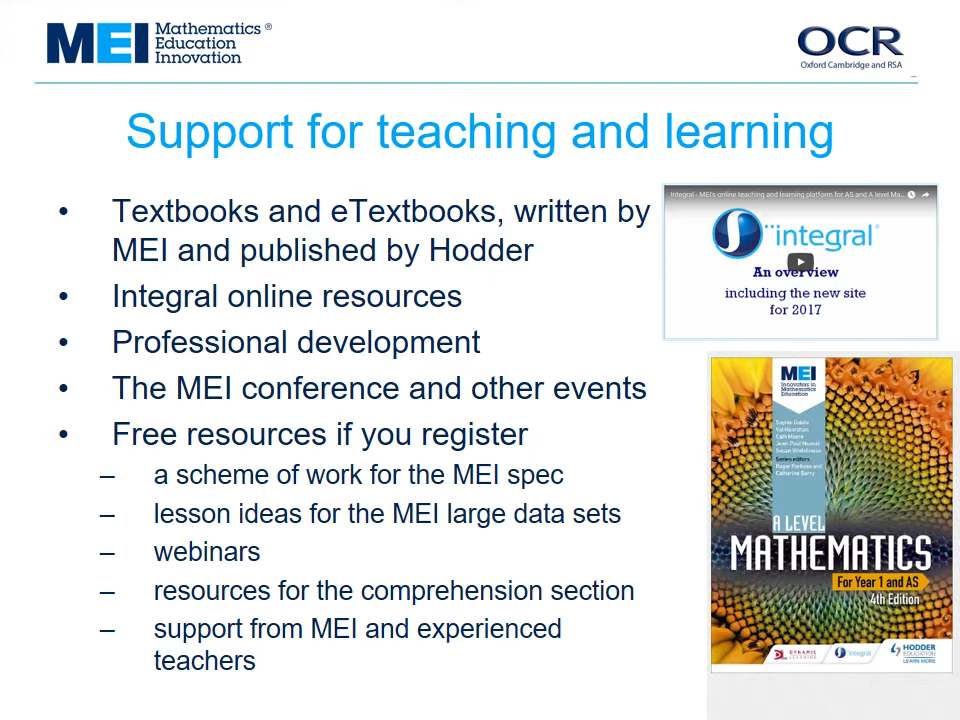 MEI Mathematics ®
Education
Innovation
OCR
Oxford Cambridge and RSA
Support for teaching and learning
• Textbooks and eTextbooks, written by
MEI and published by Hodder
• Integral online resources
• Professional development
• The MEI conference and other events
• Free resources if you register
– a scheme of work for the MEI spec
– lesson ideas for the MEI large data sets
– webinars
– resources for the comprehension section
– support from MEI and experienced
teachers
Integral - MEI's online teaching and learning platform for AS and A level Ma...
integral®
An overview
including the new site
for 2017
MEI
Innovators in
Mathematics
Education
Sophie Goldie
Val Hanrahan
Cath Moore
Jean-Paul Muscat
Susan Whitehouse
Series editors
Roger Porkess and
Catherine Berry
A LEVEL
MATHEMATICS
For Year 1 and AS
4th Edition
DYNAMIC
LEARNING
integral
HODDER
EDUCATION
LEARN MORE